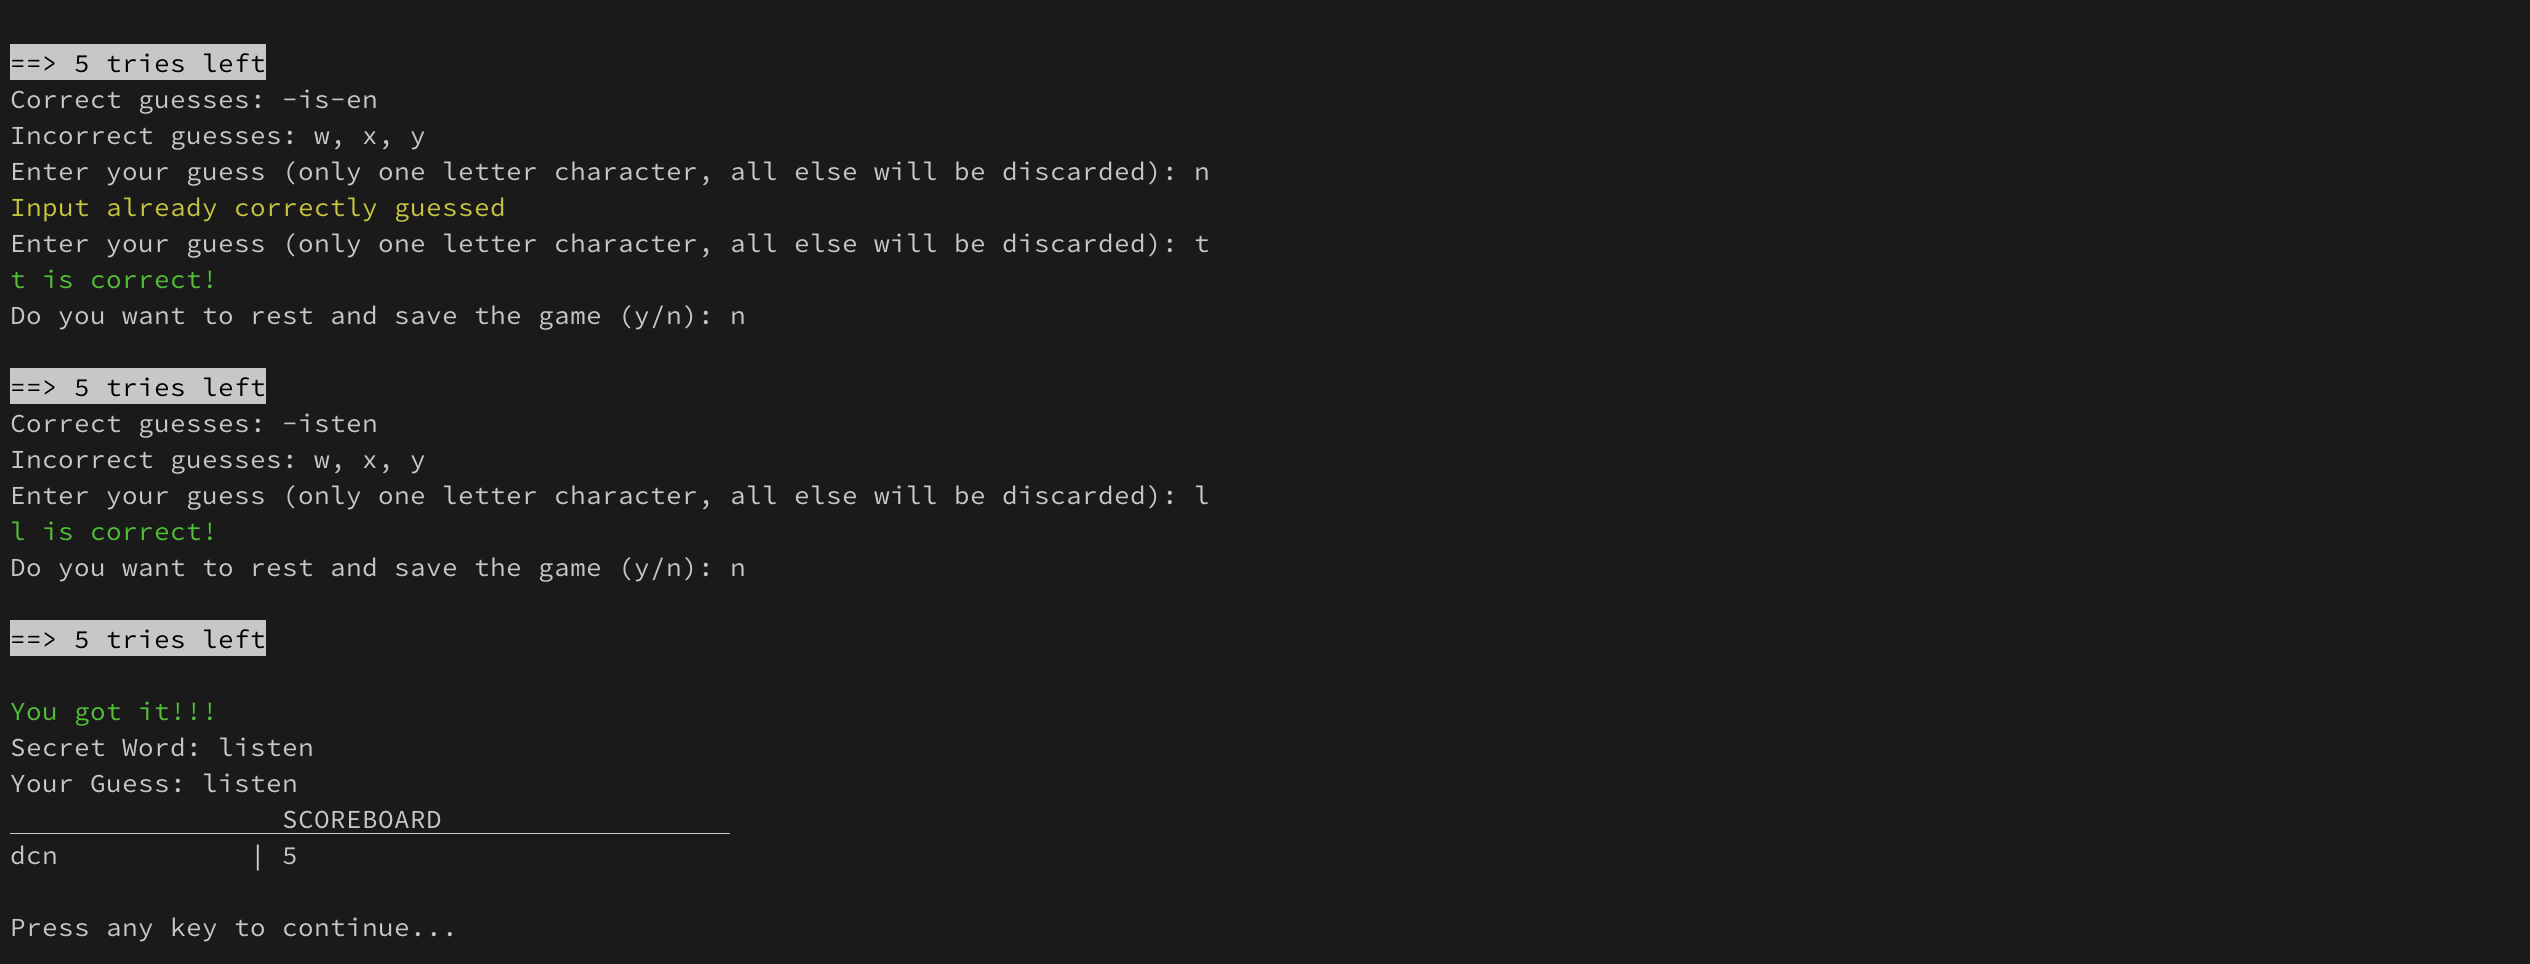 ==> 5 tries left
Correct guesses: -is-en
Incorrect guesses: w, x, y
Enter your guess (only one letter character, all else will be discarded): n
Input already correctly guessed
Enter your guess (only one letter character, all else will be discarded): t
t is correct!
Do you want to rest and save the game (y/n): n
==> 5 tries left
Correct guesses: -isten
Incorrect guesses: w, x, y
Enter your guess (only one letter character, all else will be discarded): l
l is correct!
Do you want to rest and save the game (y/n): n
==> 5 tries left
You got it!!!
Secret Word: listen
Your Guess: listen
SCOREBOARD
dcn | 5
Press any key to continue...